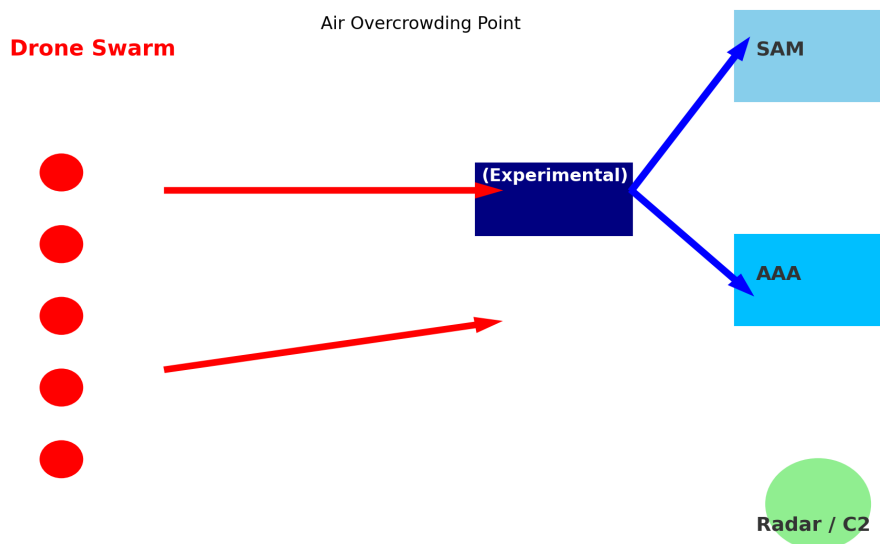 Air Overcrowding Point
Drone Swarm
SAM
(Experimental)
AAA
Radar / C2